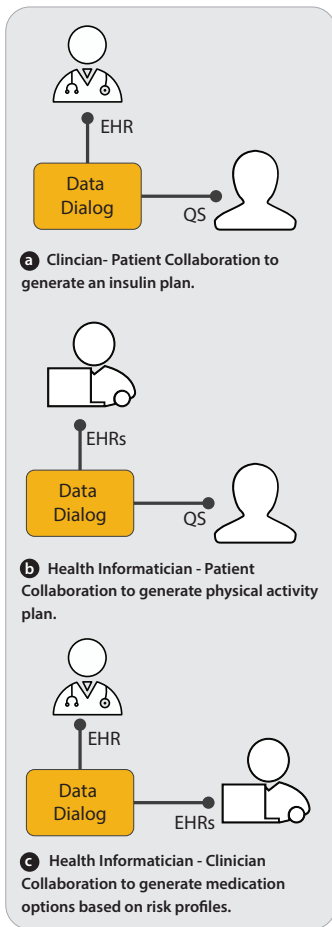 EHR
Data
Dialog
QS
a Clincian- Patient Collaboration to
generate an insulin plan.
EHRs
Data
Dialog
QS
b Health Informatician - Patient
Collaboration to generate physical activity
plan.
EHR
Data
Dialog
EHRs
c Health Informatician - Clinician
Collaboration to generate medication
options based on risk profiles.